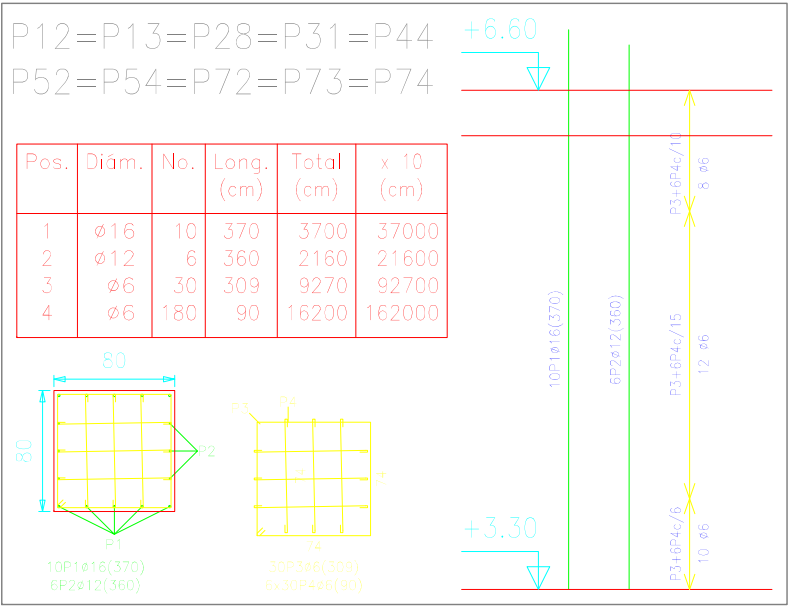 P12=P13=P28=P31=P44
P52=P54=P72=P73=P74
Pos. Diám. No. Long. (cm) Total (cm) x 10 (cm)
1 ø16 10 370 3700 37000
2 ø12 6 360 2160 21600
3 ø6 30 309 9270 92700
4 ø6 180 90 16200 162000
80
80
P2
P1
10P1ø16(370)
6P2ø12(360)
P3
P4
+6.60
+3.30
10P1ø16(370)
6P2ø12(360)
P3+6P4c/10
8 ø6
P3+6P4c/15
12 ø6
P3+6P4c/6
10 ø6